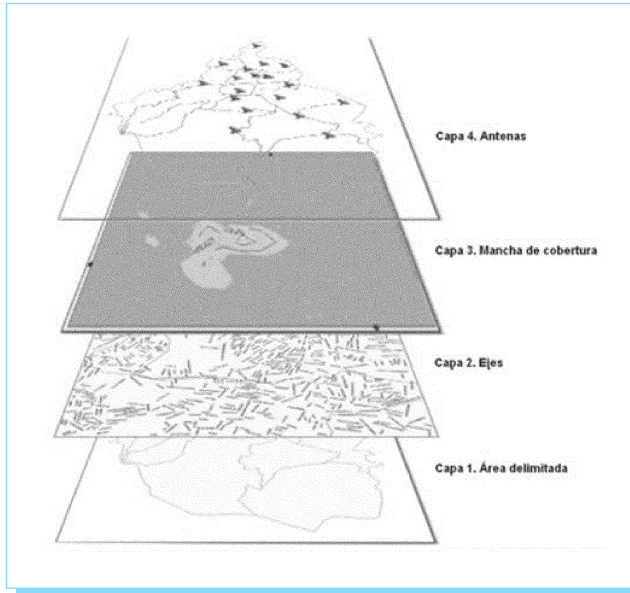 Capa 4. Antenas
Capa 3. Mancha de cobertura
Capa 2. Ejes
Capa 1. Área delimitada